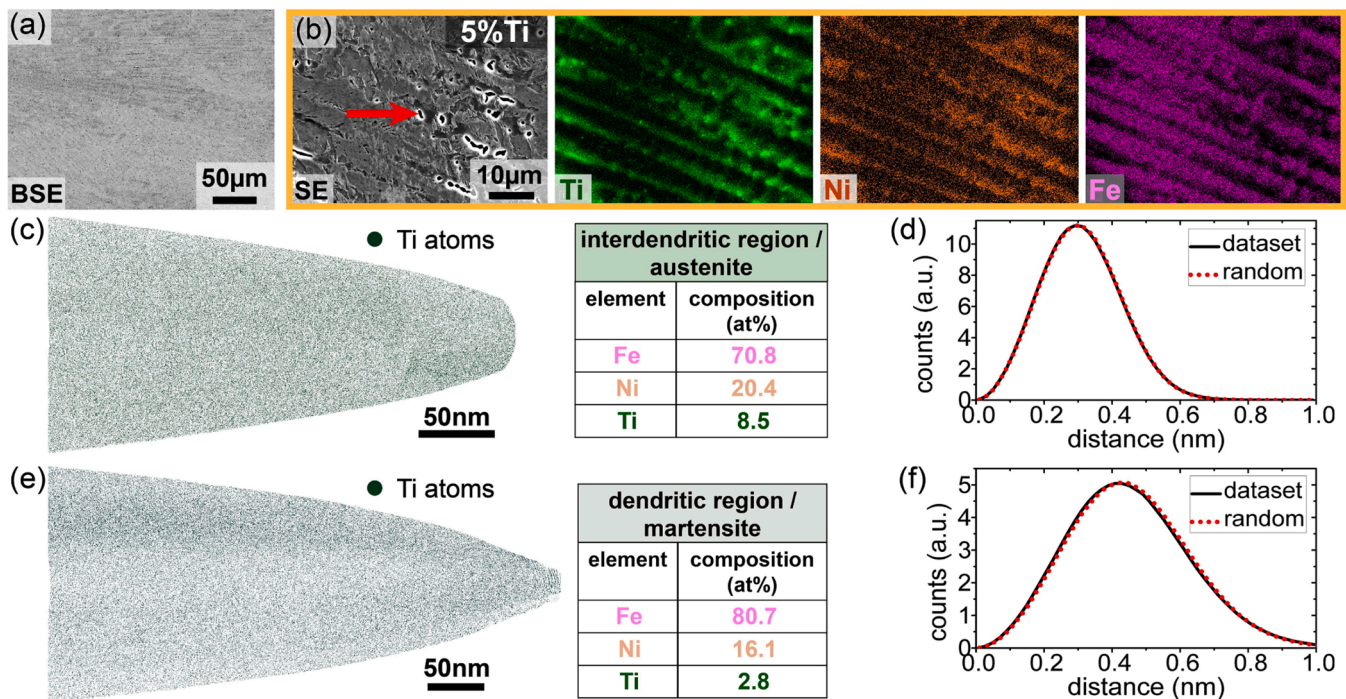 (a)
BSE
50µm
(b)
5%Ti
SE
10µm
Ti
Ni
Fe
(c)
Ti atoms
50nm
interdendritic region /
austenite
element composition
(at%)
Fe 70.8
Ni 20.4
Ti 8.5
(d)
dataset
random
counts (a.u.)
10
8
6
4
2
0
0.0 0.2 0.4 0.6 0.8 1.0
distance (nm)
(e)
Ti atoms
50nm
dendritic region /
martensite
element composition
(at%)
Fe 80.7
Ni 16.1
Ti 2.8
(f)
dataset
random
counts (a.u.)
5
4
3
2
1
0
0.0 0.2 0.4 0.6 0.8 1.0
distance (nm)